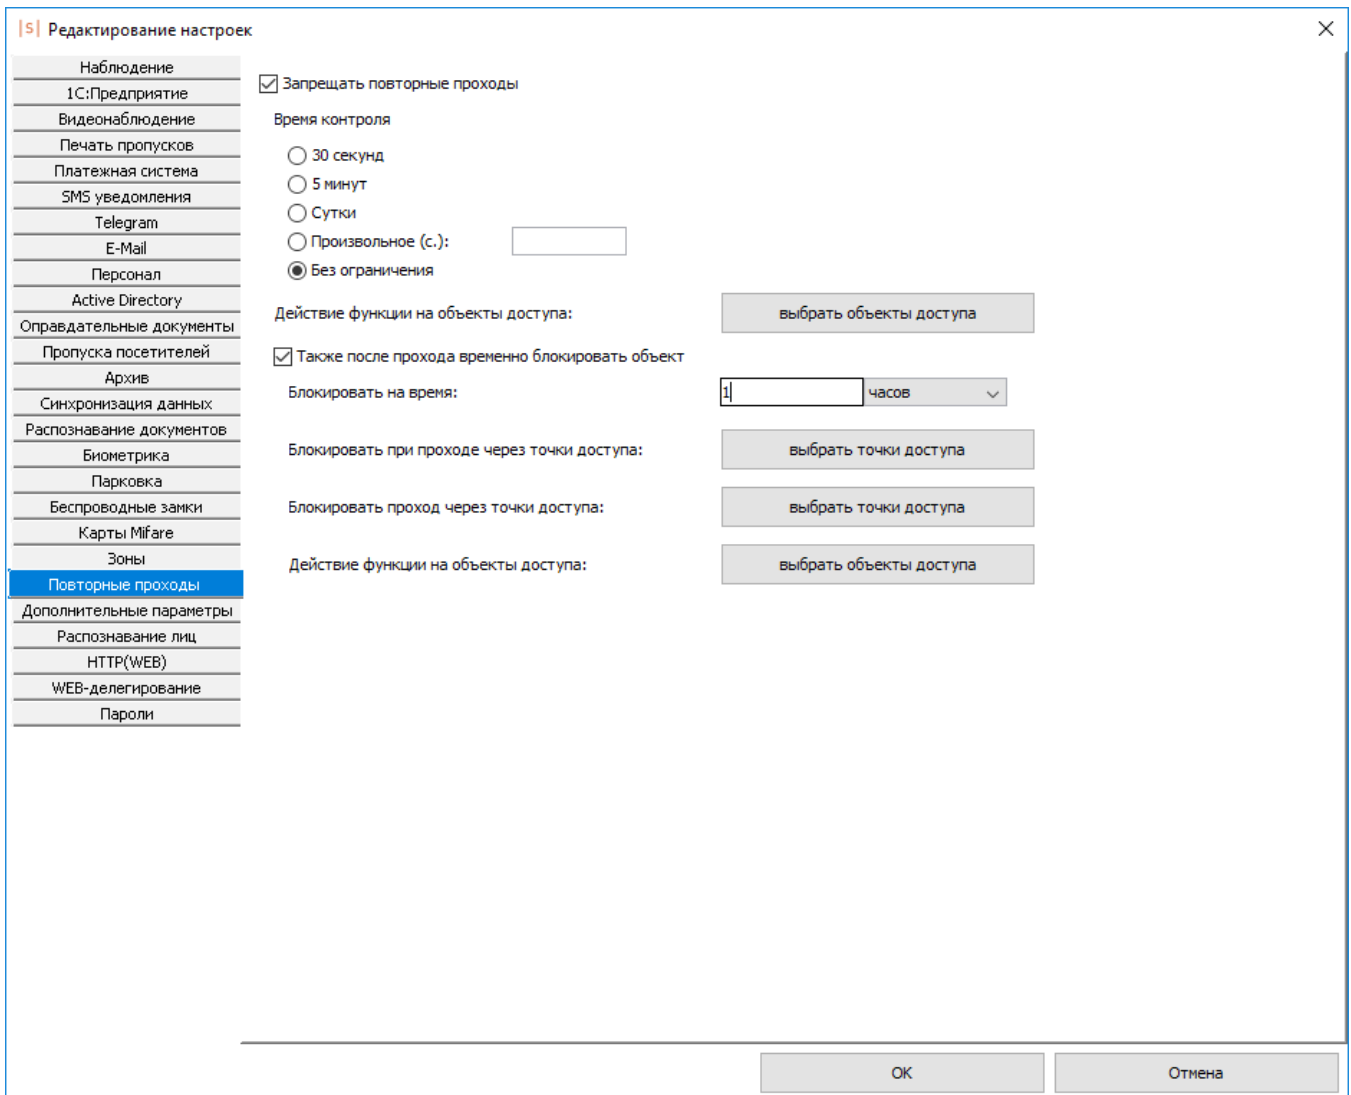 |S| Редактирование настроек
Наблюдение
1С:Предприятие
Видеонаблюдение
Печать пропусков
Платежная система
SMS уведомления
Telegram
E-Mail
Персонал
Active Directory
Оправдательные документы
Пропуска посетителей
Архив
Синхронизация данных
Распознавание документов
Биометрика
Парковка
Беспроводные замки
Карты Mifare
Зоны
Повторные проходы
Дополнительные параметры
Распознавание лиц
HTTP(WEB)
WEB-делегирование
Пароли
Запрещать повторные проходы
Время контроля
30 секунд
5 минут
Сутки
Произвольное (с.):
Без ограничения
Действие функции на объекты доступа: выбрать объекты доступа
Также после прохода временно блокировать объект
Блокировать на время: 1 часов
Блокировать при проходе через точки доступа: выбрать точки доступа
Блокировать проход через точки доступа: выбрать точки доступа
Действие функции на объекты доступа: выбрать объекты доступа
OK Отмена